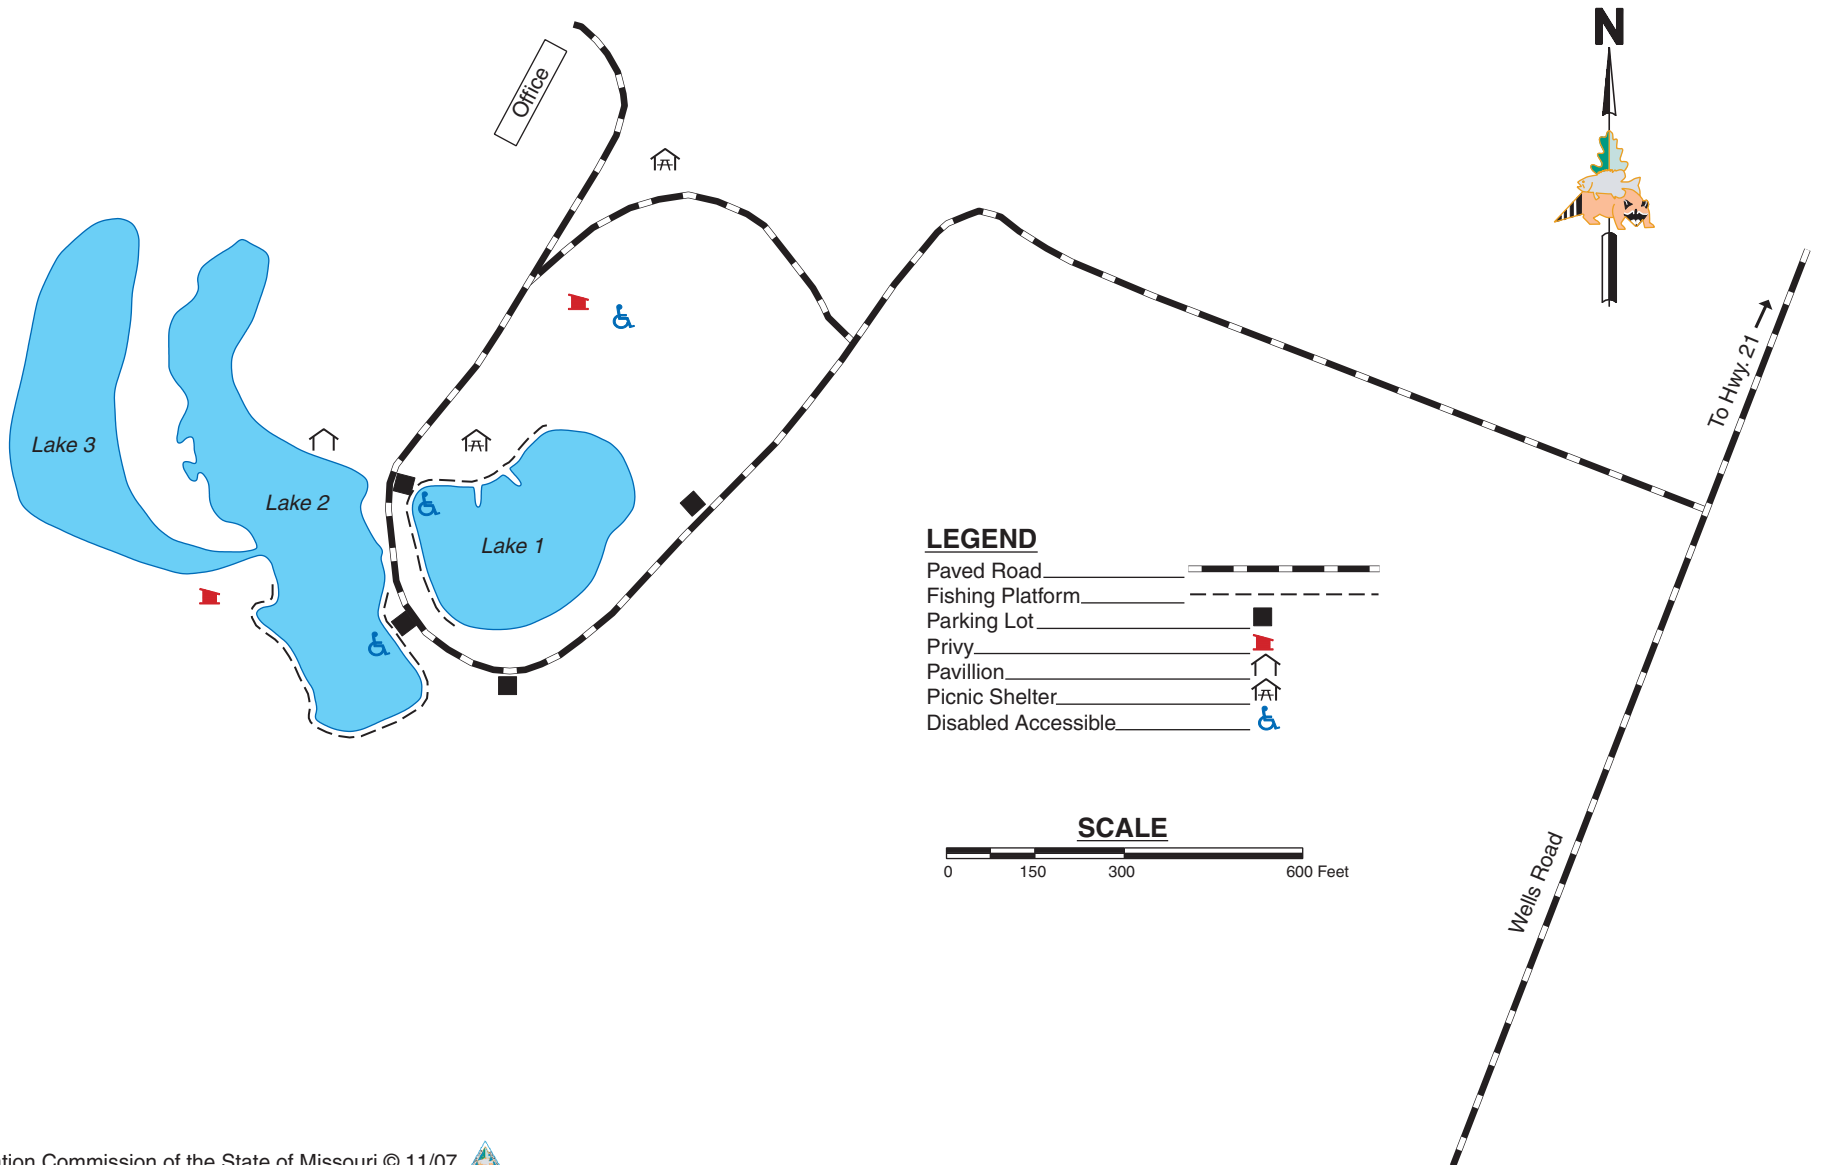 N
Office
To Hwy. 21
Lake 3
Lake 2
Lake 1
LEGEND
Paved Road
Fishing Platform
Parking Lot
Privy
Pavillion
Picnic Shelter
Disabled Accessible
SCALE
0 150 300 600 Feet
Wells Road
Commission of the State of Missouri © 11/07